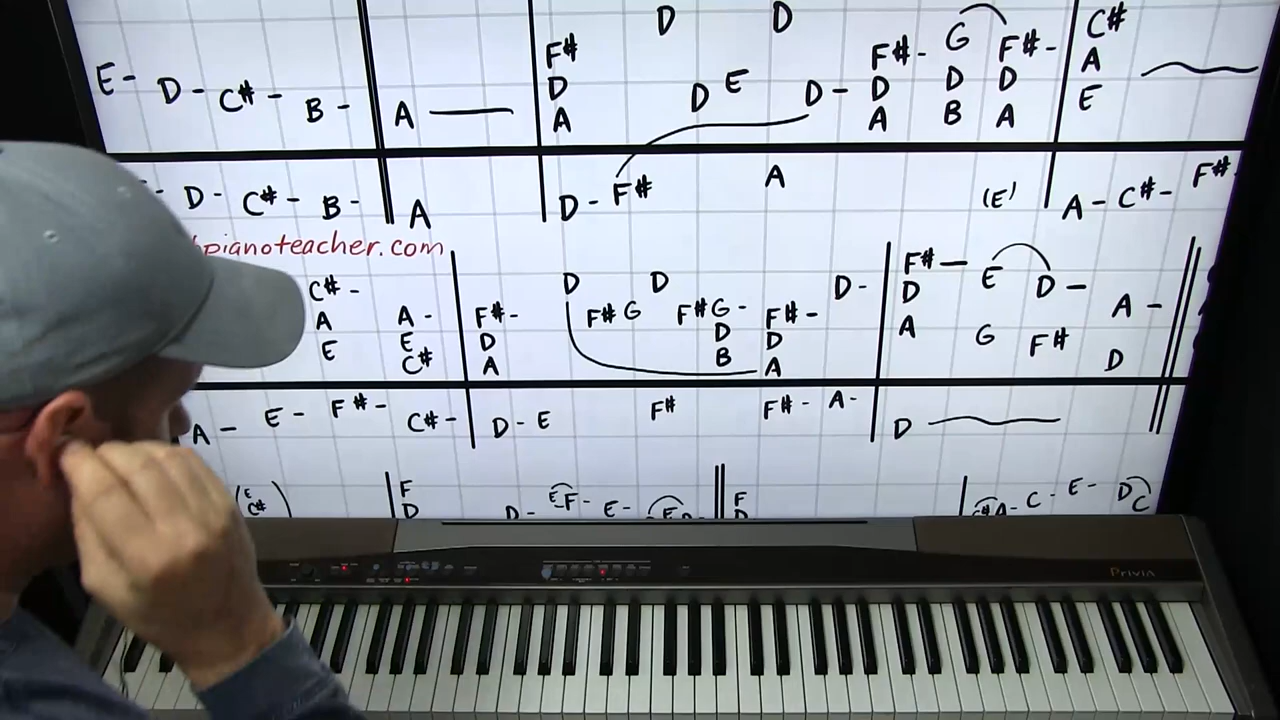 E- D- C# - B - A F# D A D D E D D - F# - D A G D B F# - D A C# A E
D - C# - B - A D - F# A (E) A - C# - F# -
pianoteacher.com
C# - A E A - E C# F# - D A D F# G D F# G - D B F# - D A D - F# D A E G D - F# A - D
A - E - F# - C# - D - E F# F# - A - D
(E C#) F D D - E F - E - E D F D G# A - C - E - D C
Privia